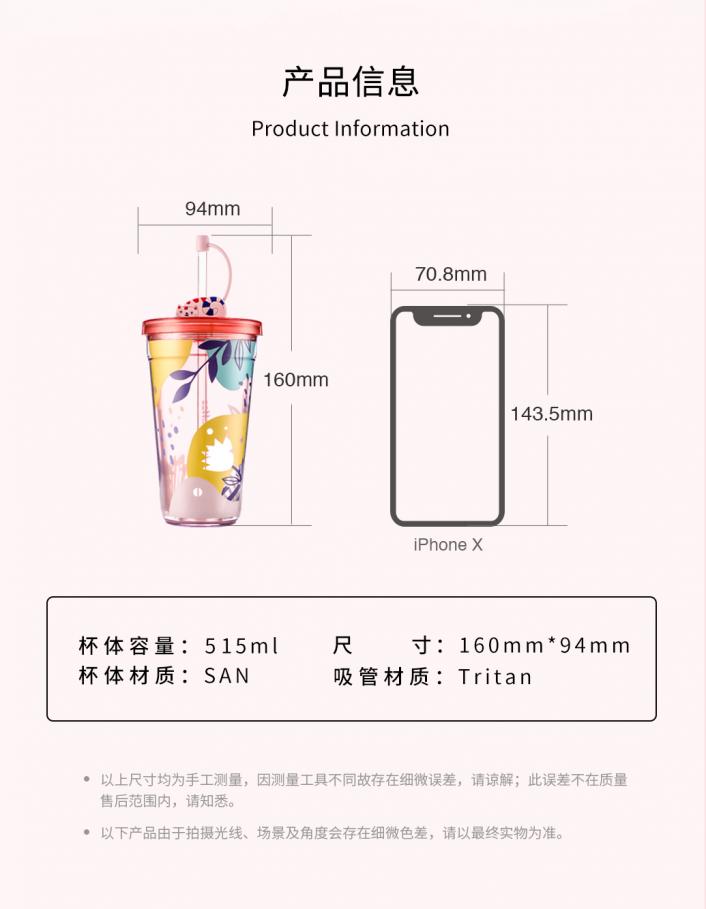 产品信息
Product Information
94mm
70.8mm
160mm
143.5mm
iPhone X
杯体容量：515ml 尺 寸：160mm*94mm
杯体材质：SAN 吸管材质：Tritan
• 以上尺寸均为手工测量，因测量工具不同故存在细微误差，请谅解；此误差不在质量
售后范围内，请知悉。
• 以下产品由于拍摄光线、场景及角度会存在细微色差，请以最终实物为准。